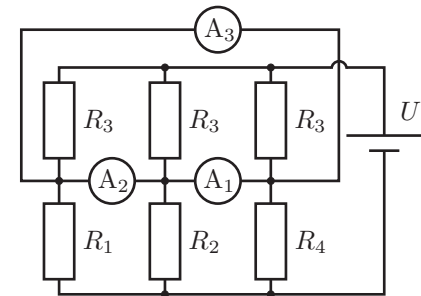 A₃
R₃ R₃ R₃ U
A₂ A₁
R₁ R₂ R₄